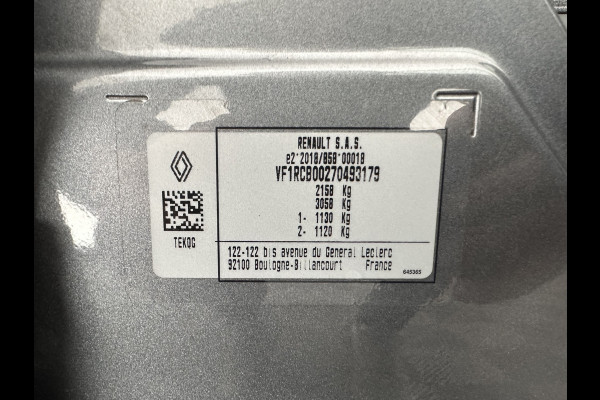 RENAULT S.A.S.
e2*2018/858*00018
VF1RCB00270493179
2158 Kg
3058 Kg
1- 1130 Kg
2- 1120 Kg
TEKOG
122-122 bis avenue du General Leclerc
92100 Boulogne-Billancourt France
645365